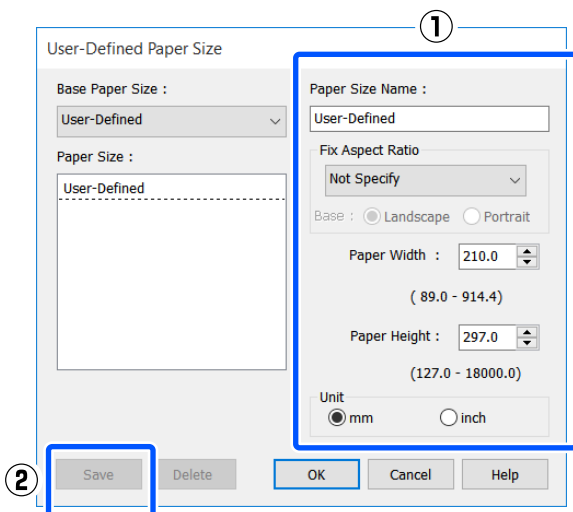 ①
User-Defined Paper Size
Base Paper Size :
User-Defined
Paper Size :
User-Defined
Paper Size Name :
User-Defined
Fix Aspect Ratio
Not Specify
Base : Landscape Portrait
Paper Width : 210.0
( 89.0 - 914.4)
Paper Height : 297.0
(127.0 - 18000.0)
Unit
mm inch
②
Save Delete OK Cancel Help